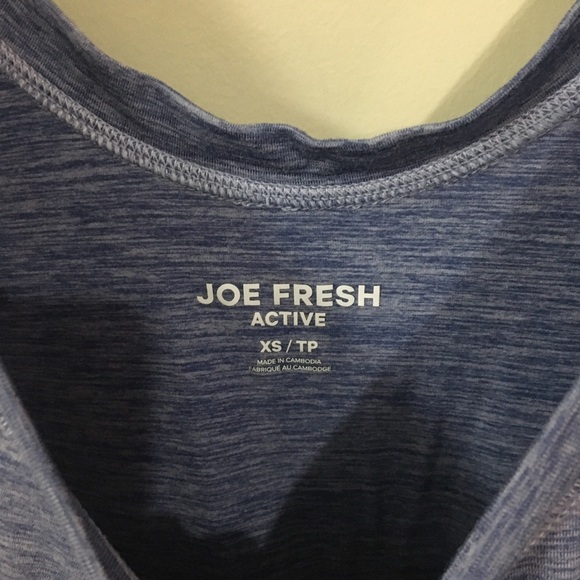 JOE FRESH
ACTIVE
XS / TP
MADE IN CAMBODIA
FABRIQUÉ AU CAMBODGE